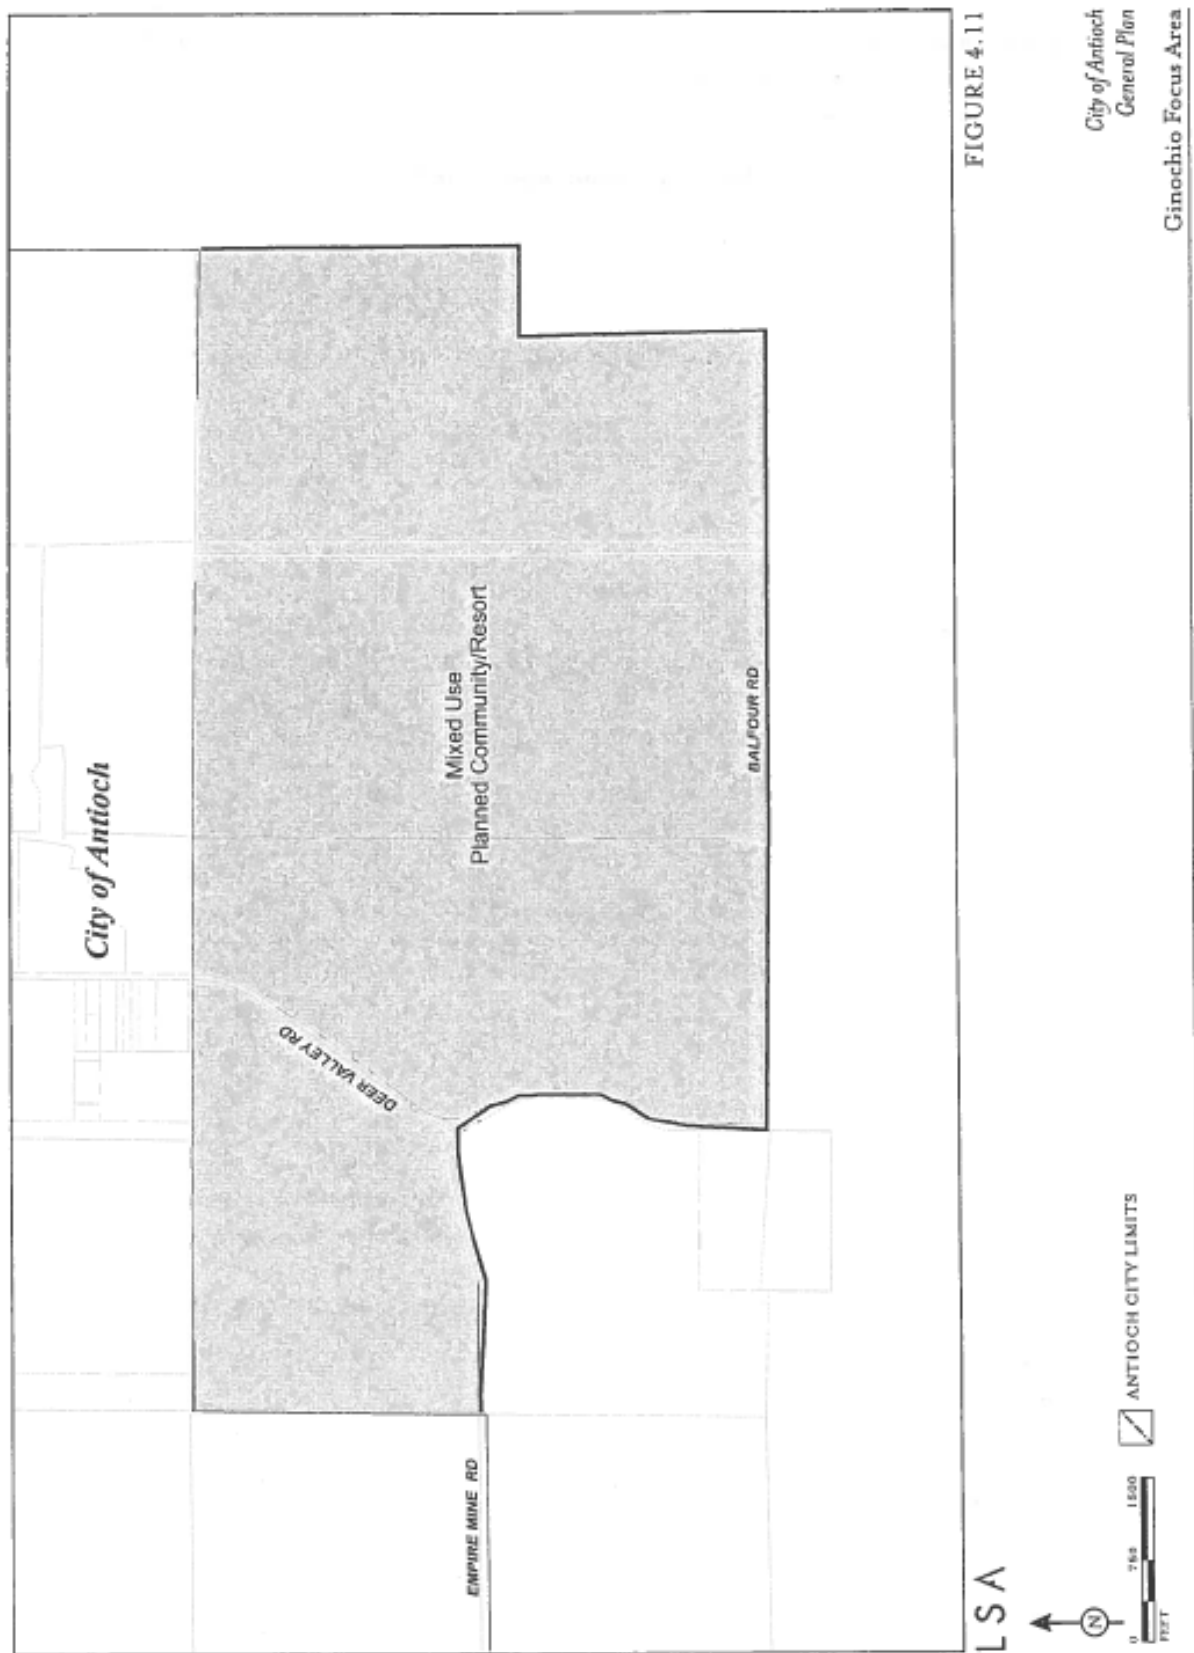 City of Antioch
DEER VALLEY RD
Mixed Use
Planned Community/Resort
EMPIRE MINE RD
BALFOUR RD
LSA
FIGURE 4.11
N
0 750 1500
FEET
ANTIOCH CITY LIMITS
City of Antioch
General Plan
Ginochio Focus Area